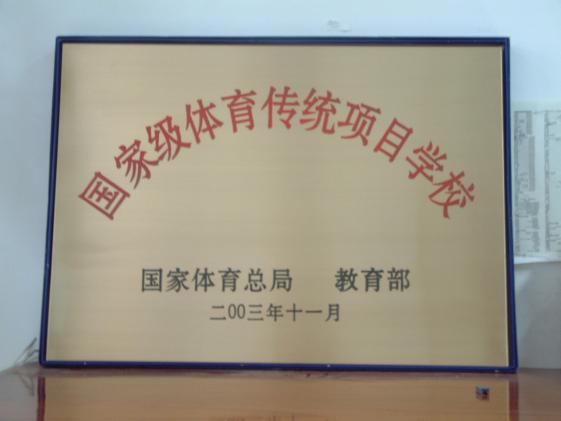 国家级体育传统项目学校
国家体育总局 教育部
二00三年十一月